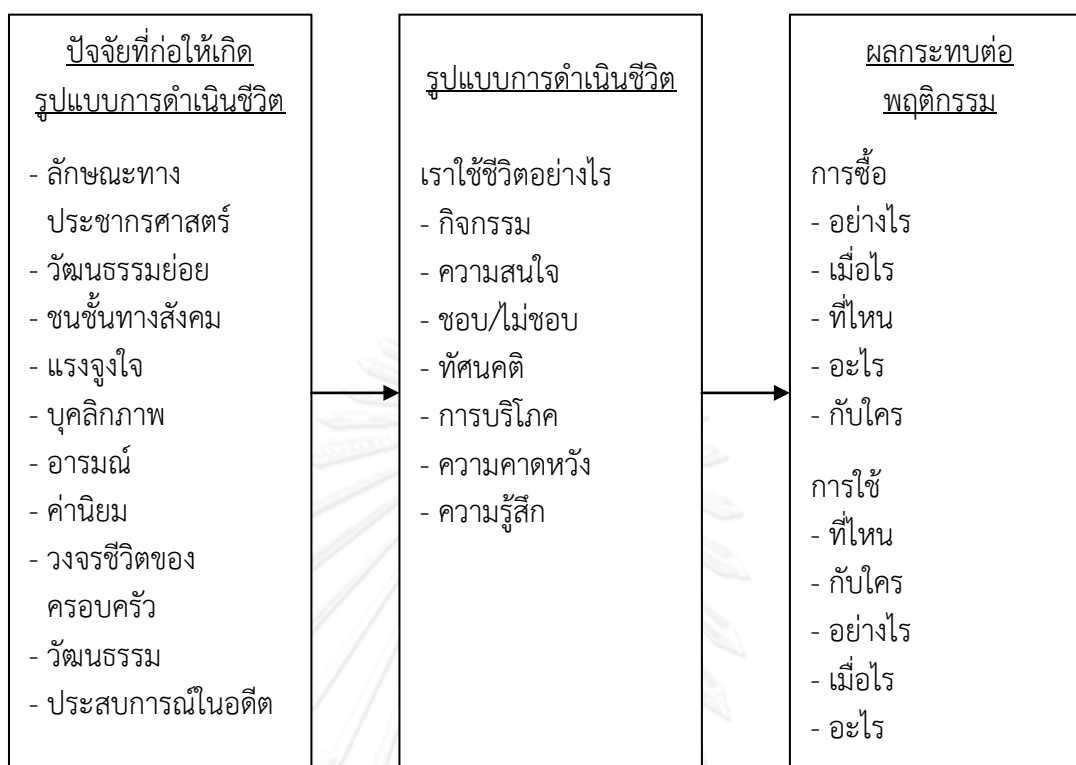 ปัจจัยที่ก่อให้เกิด
รูปแบบการดำเนินชีวิต
- ลักษณะทาง
ประชากรศาสตร์
- วัฒนธรรมย่อย
- ชนชั้นทางสังคม
- แรงจูงใจ
- บุคลิกภาพ
- อารมณ์
- ค่านิยม
- วงจรชีวิตของ
ครอบครัว
- วัฒนธรรม
- ประสบการณ์ในอดีต
รูปแบบการดำเนินชีวิต
เราใช้ชีวิตอย่างไร
- กิจกรรม
- ความสนใจ
- ชอบ/ไม่ชอบ
- ทัศนคติ
- การบริโภค
- ความคาดหวัง
- ความรู้สึก
ผลกระทบต่อ
พฤติกรรม
การซื้อ
- อย่างไร
- เมื่อไร
- ที่ไหน
- อะไร
- กับใคร
การใช้
- ที่ไหน
- กับใคร
- อย่างไร
- เมื่อไร
- อะไร